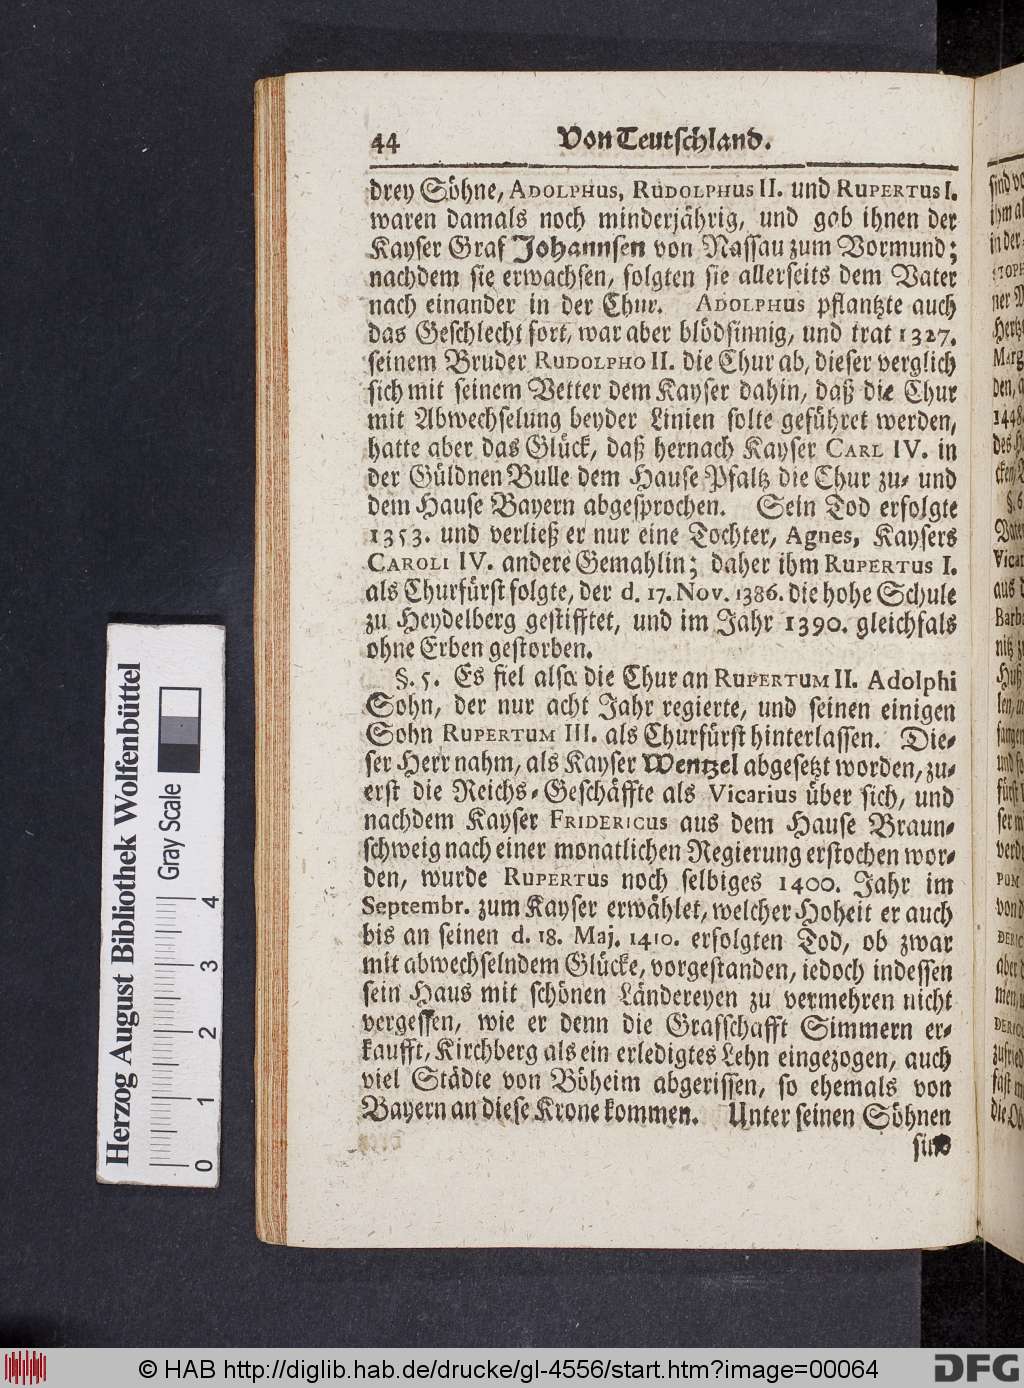 44 Von Teutschland.
drey Söhne, ADOLPHUS, RUDOLPHUS II. und RUPERTUS I.
waren damals noch minderjährig, und gab ihnen der
Kayser Graf Johannsen von Nassau zum Vormund;
nachdem sie erwachsen, folgten sie allerseits dem Vater
nach einander in der Chur. ADOLPHUS pflantzte auch
das Geschlecht fort, war aber blödsinnig, und trat 1327.
seinem Bruder RUDOLPHO II. die Chur ab, dieser verglich
sich mit seinem Vetter dem Kayser dahin, daß die Chur
mit Abwechselung beyder Linien solte geführet werden,
hatte aber das Glück, daß hernach Kayser CARL IV. in
der Güldnen Bulle dem Hause Pfaltz die Chur zu- und
dem Hause Bayern abgesprochen. Sein Tod erfolgte
1353. und verließ er nur eine Tochter, Agnes, Kaysers
CAROLI IV. andere Gemahlin; daher ihm RUPERTUS I.
als Churfürst folgte, der d. 17. Nov. 1386. die hohe Schule
zu Heydelberg gestifftet, und im Jahr 1390. gleichfals
ohne Erben gestorben.
§. 5. Es fiel also die Chur an RUPERTUM II. Adolphi
Sohn, der nur acht Jahr regierte, und seinen einigen
Sohn RUPERTUM III. als Churfürst hinterlassen. Die-
ser Herr nahm, als Kayser Wentzel abgesetzt worden, zu-
erst die Reichs-Geschäffte als Vicarius über sich, und
nachdem Kayser FRIDERICUS aus dem Hause Braun-
schweig nach einer monatlichen Regierung erstochen wor-
den, wurde RUPERTUS noch selbiges 1400. Jahr im
Septembr. zum Kayser erwählet, welcher Hoheit er auch
bis an seinen d. 18. Maj. 1410. erfolgten Tod, ob zwar
mit abwechselndem Glücke, vorgestanden, iedoch indessen
sein Haus mit schönen Ländereyen zu vermehren nicht
vergessen, wie er denn die Grafschafft Simmern er-
kaufft, Kirchberg als ein erledigtes Lehn eingezogen, auch
viel Städte von Böheim abgerissen, so ehemals von
Bayern an diese Krone kommen. Unter seinen Söhnen
sind
Herzog August Bibliothek Wolfenbüttel
Gray Scale
0 1 2 3 4
© HAB http://diglib.hab.de/drucke/gl-4556/start.htm?image=00064
DFG